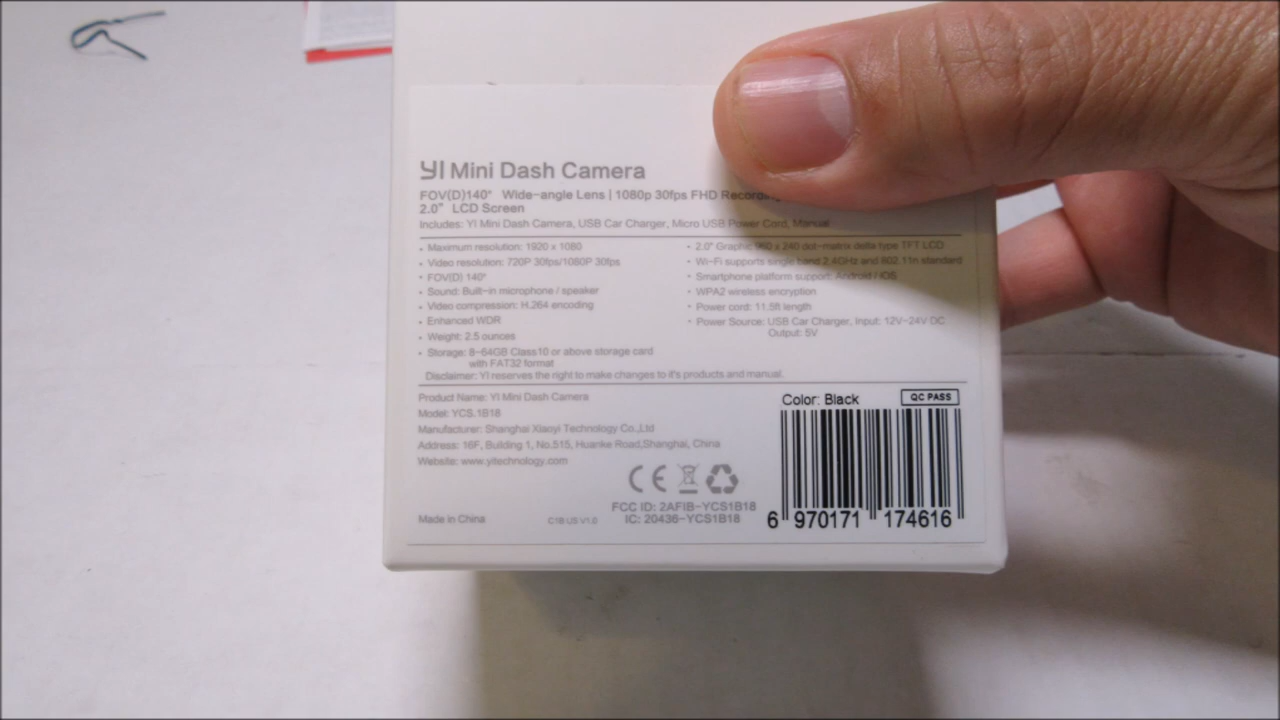 YI Mini Dash Camera
FOV(D)140° Wide-angle Lens | 1080p 30fps FHD Recording
2.0" LCD Screen
Includes: YI Mini Dash Camera, USB Car Charger, Micro USB Power Cord, Manual
• Maximum resolution: 1920 x 1080
• Video resolution: 720P 30fps/1080P 30fps
• FOV(D) 140°
• Sound: Built-in microphone / speaker
• Video compression: H.264 encoding
• Enhanced WDR
• Weight: 2.5 ounces
• Storage: 8-64GB Class10 or above storage card
with FAT32 format
• 2.0" Graphic 960 x 240 dot-matrix delta type TFT LCD
• Wi-Fi supports single band 2.4GHz and 802.11n standard
• Smartphone platform support: Android / iOS
• WPA2 wireless encryption
• Power cord: 11.5ft length
• Power Source: USB Car Charger, Input: 12V-24V DC
Output: 5V
Disclaimer: YI reserves the right to make changes to it's products and manual.
Product Name: YI Mini Dash Camera
Model: YCS.1B18
Manufacturer: Shanghai Xiaoyi Technology Co.,Ltd
Address: 16F, Building 1, No.515, Huanke Road,Shanghai, China
Website: www.yitechnology.com
Made in China
C1B US V1.0
CE
FCC ID: 2AFIB-YCS1B18
IC: 20436-YCS1B18
Color: Black
QC PASS
6 970171 174616